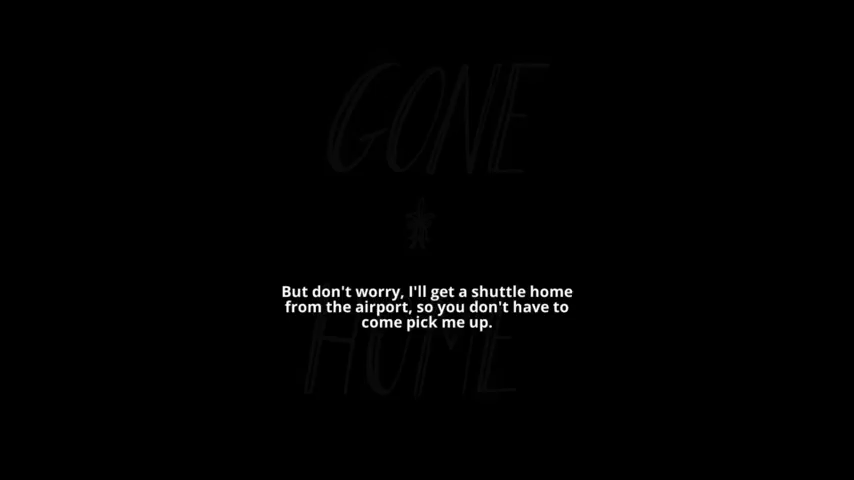 GONE
But don't worry, I'll get a shuttle home
from the airport, so you don't have to
come pick me up.
HOME